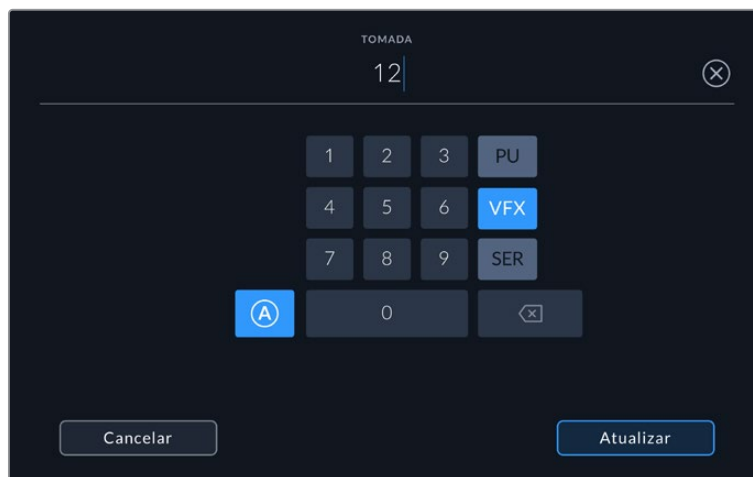 TOMADA
12
1 2 3 PU
4 5 6 VFX
7 8 9 SER
A 0
Cancelar Atualizar